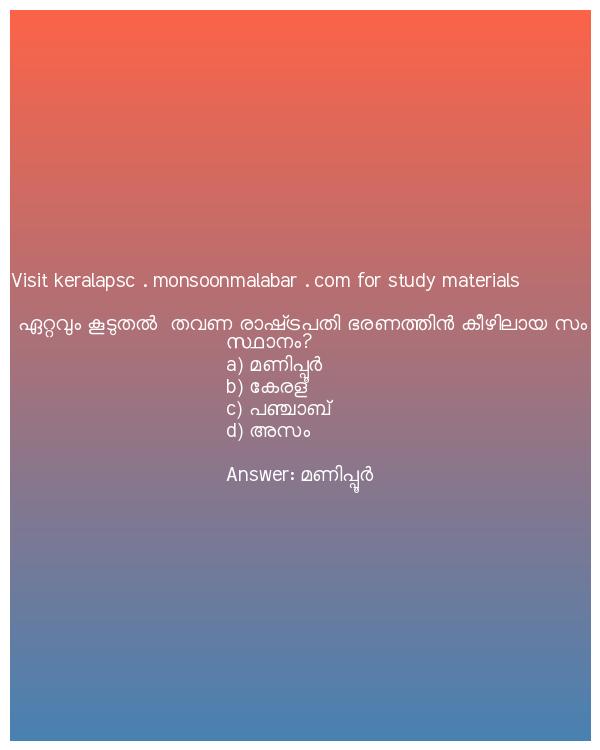 Visit keralapsc . monsoonmalabar . com for study materials
ഏറ്റവും കൂടുതൽ തവണ രാഷ്ട്രപതി ഭരണത്തിൻ കീഴിലായ സം
സ്ഥാനം?
a) മണിപ്പൂർ
b) കേരള
c) പഞ്ചാബ്
d) അസം
Answer: മണിപ്പൂർ